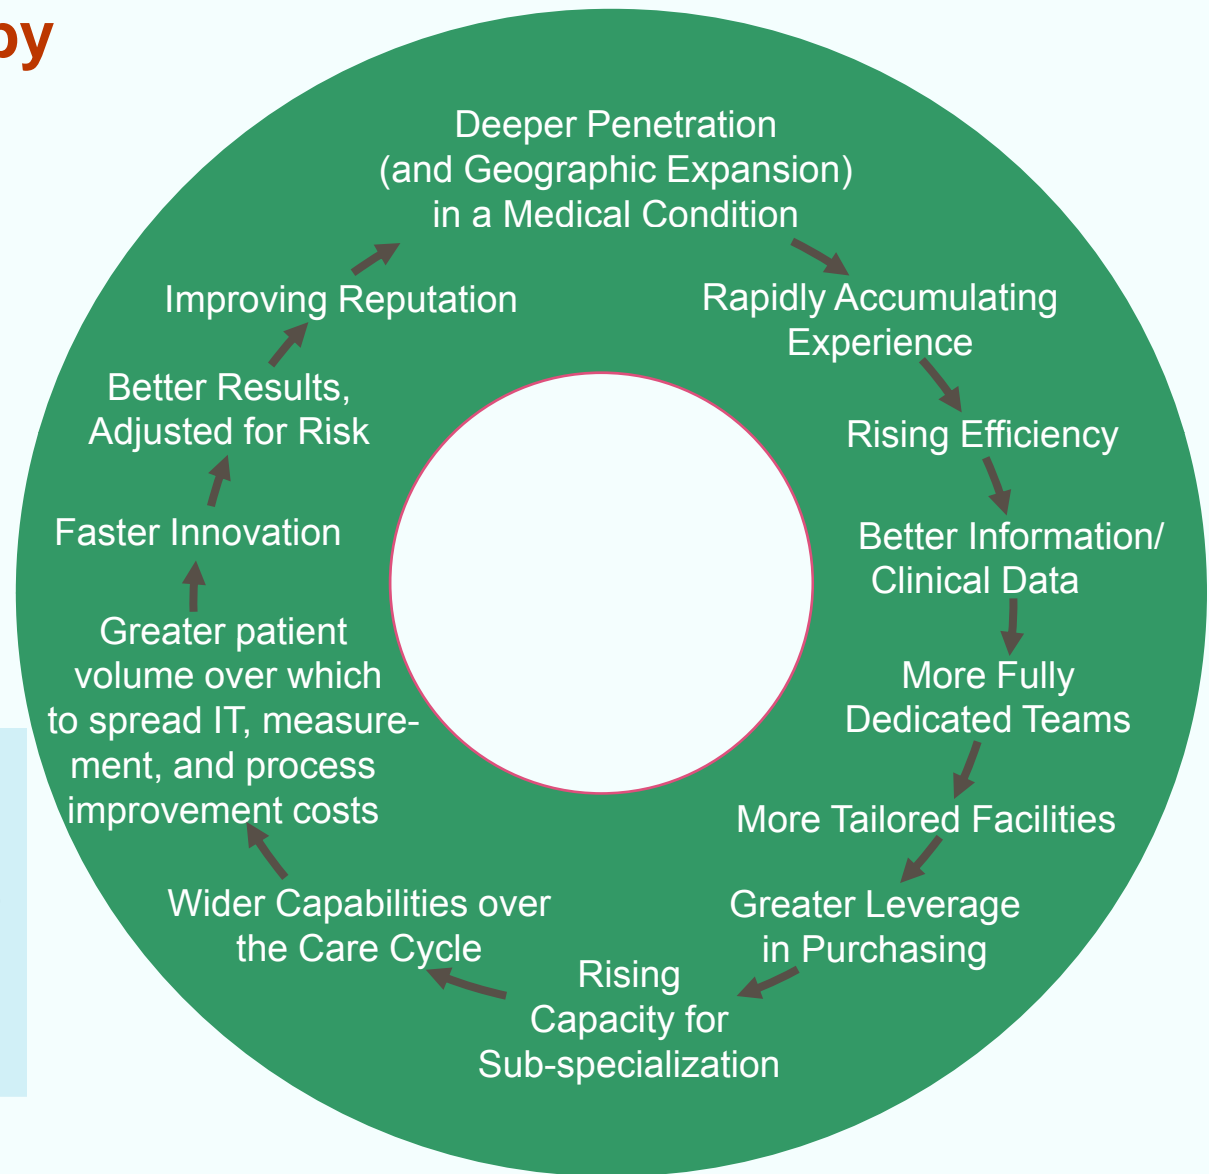 by
Deeper Penetration
(and Geographic Expansion)
in a Medical Condition
Rapidly Accumulating
Experience
Rising Efficiency
Better Information/
Clinical Data
More Fully
Dedicated Teams
More Tailored Facilities
Greater Leverage
in Purchasing
Rising
Capacity for
Sub-specialization
Wider Capabilities over
the Care Cycle
Greater patient
volume over which
to spread IT, measure-
ment, and process
improvement costs
Faster Innovation
Better Results,
Adjusted for Risk
Improving Reputation